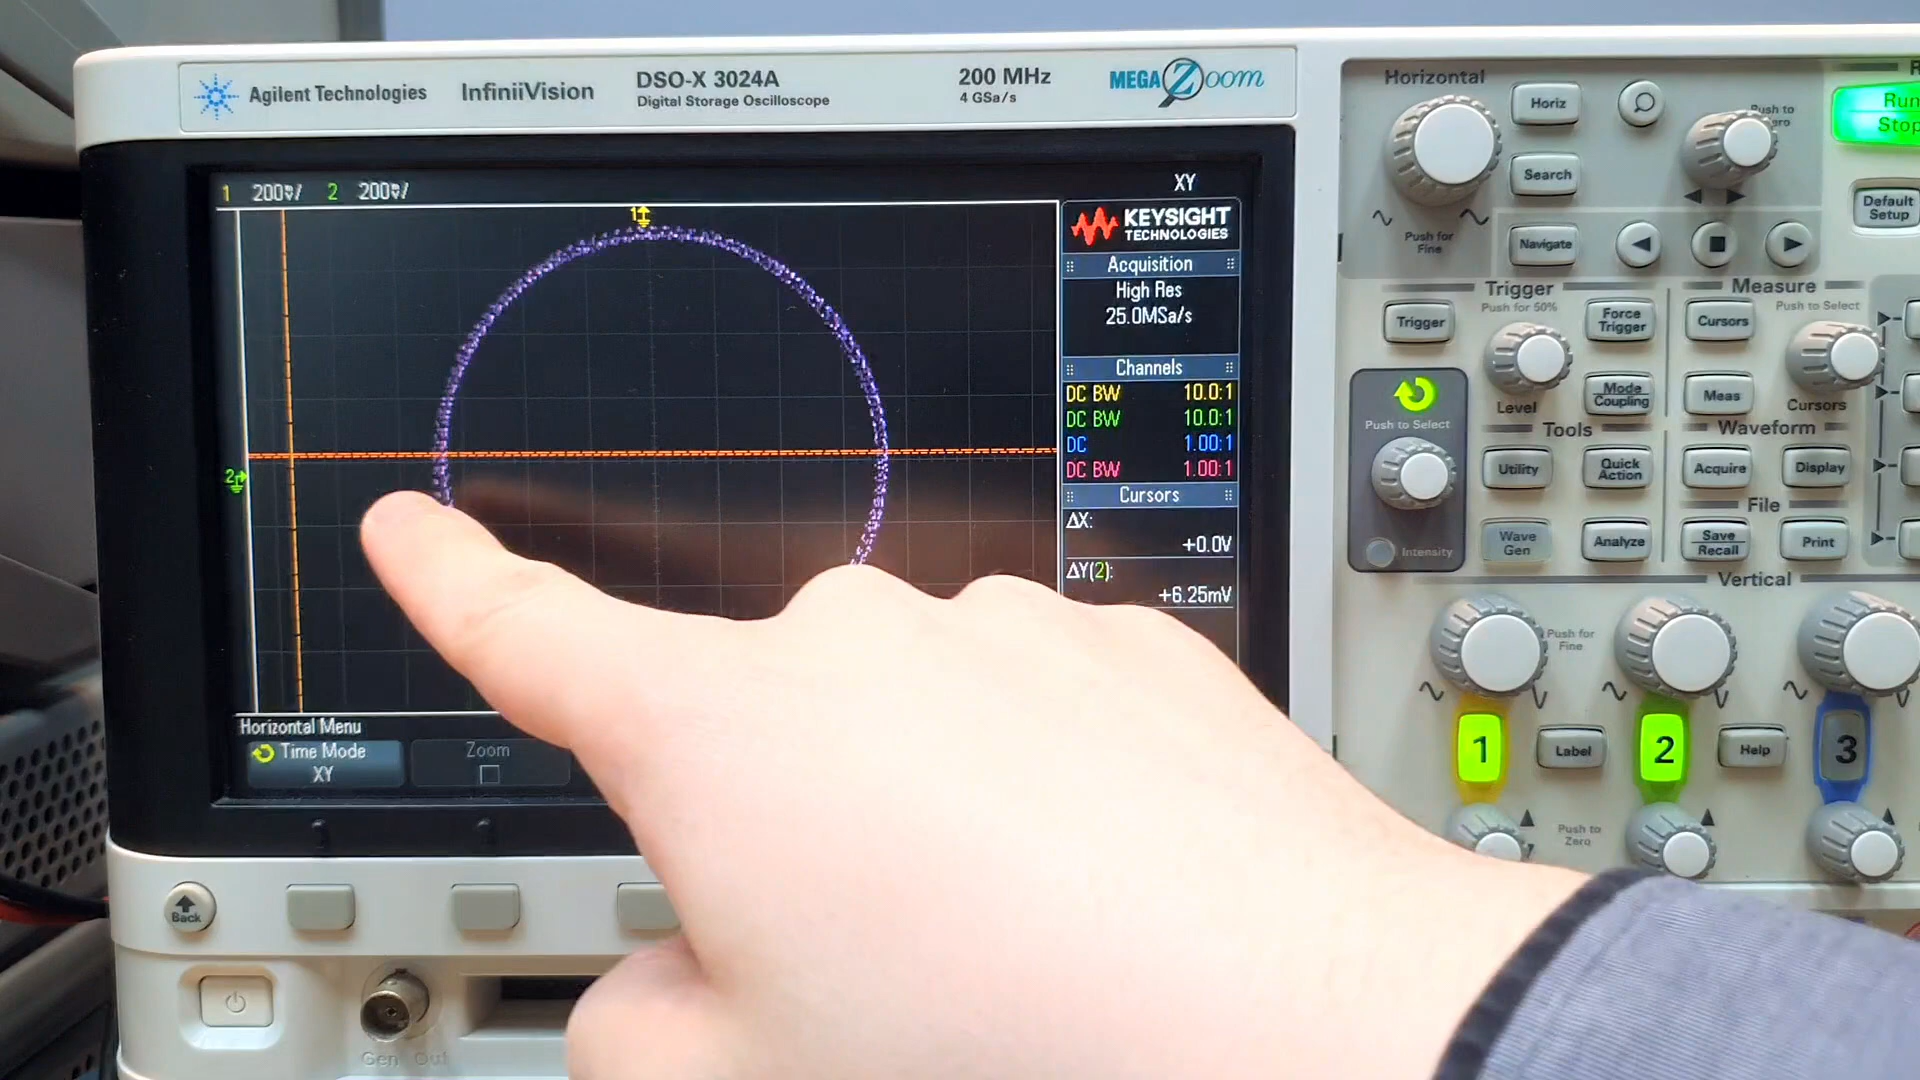 Agilent Technologies InfiniiVision DSO-X 3024A 200 MHz MEGA Zoom
Digital Storage Oscilloscope 4 GSa/s
1 200mV/ 2 200mV/ XY
1
2
KEYSIGHT
TECHNOLOGIES
Acquisition
High Res
25.0MSa/s
Channels
DC BW 10.0:1
DC BW 10.0:1
DC 1.00:1
DC BW 1.00:1
Cursors
ΔX:
+0.0V
ΔY(2):
+6.25mV
Horizontal Menu
Time Mode
XY
Zoom
Back
Gen Out
Horizontal
Horiz
Push to
Search
Push for
Fine
Navigate
Run
Stop
Default
Setup
Trigger
Push for 50%
Trigger
Force
Trigger
Level
Mode
Coupling
Measure
Push to Select
Cursors
Meas
Cursors
Push to Select
Intensity
Tools
Utility
Quick
Action
Wave
Gen
Analyze
Waveform
Acquire
Display
File
Save
Recall
Print
Vertical
Push for
Fine
1
Label
2
Help
3
Push to
Zero